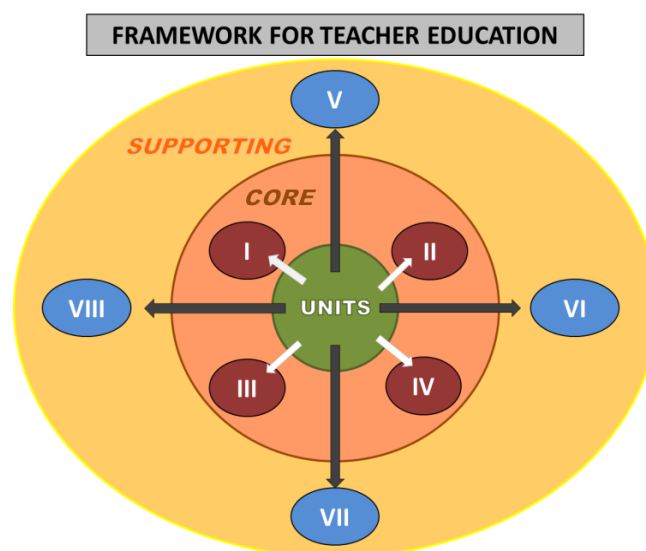 FRAMEWORK FOR TEACHER EDUCATION
V
SUPPORTING
CORE
I
II
VIII
UNITS
VI
III
IV
VII